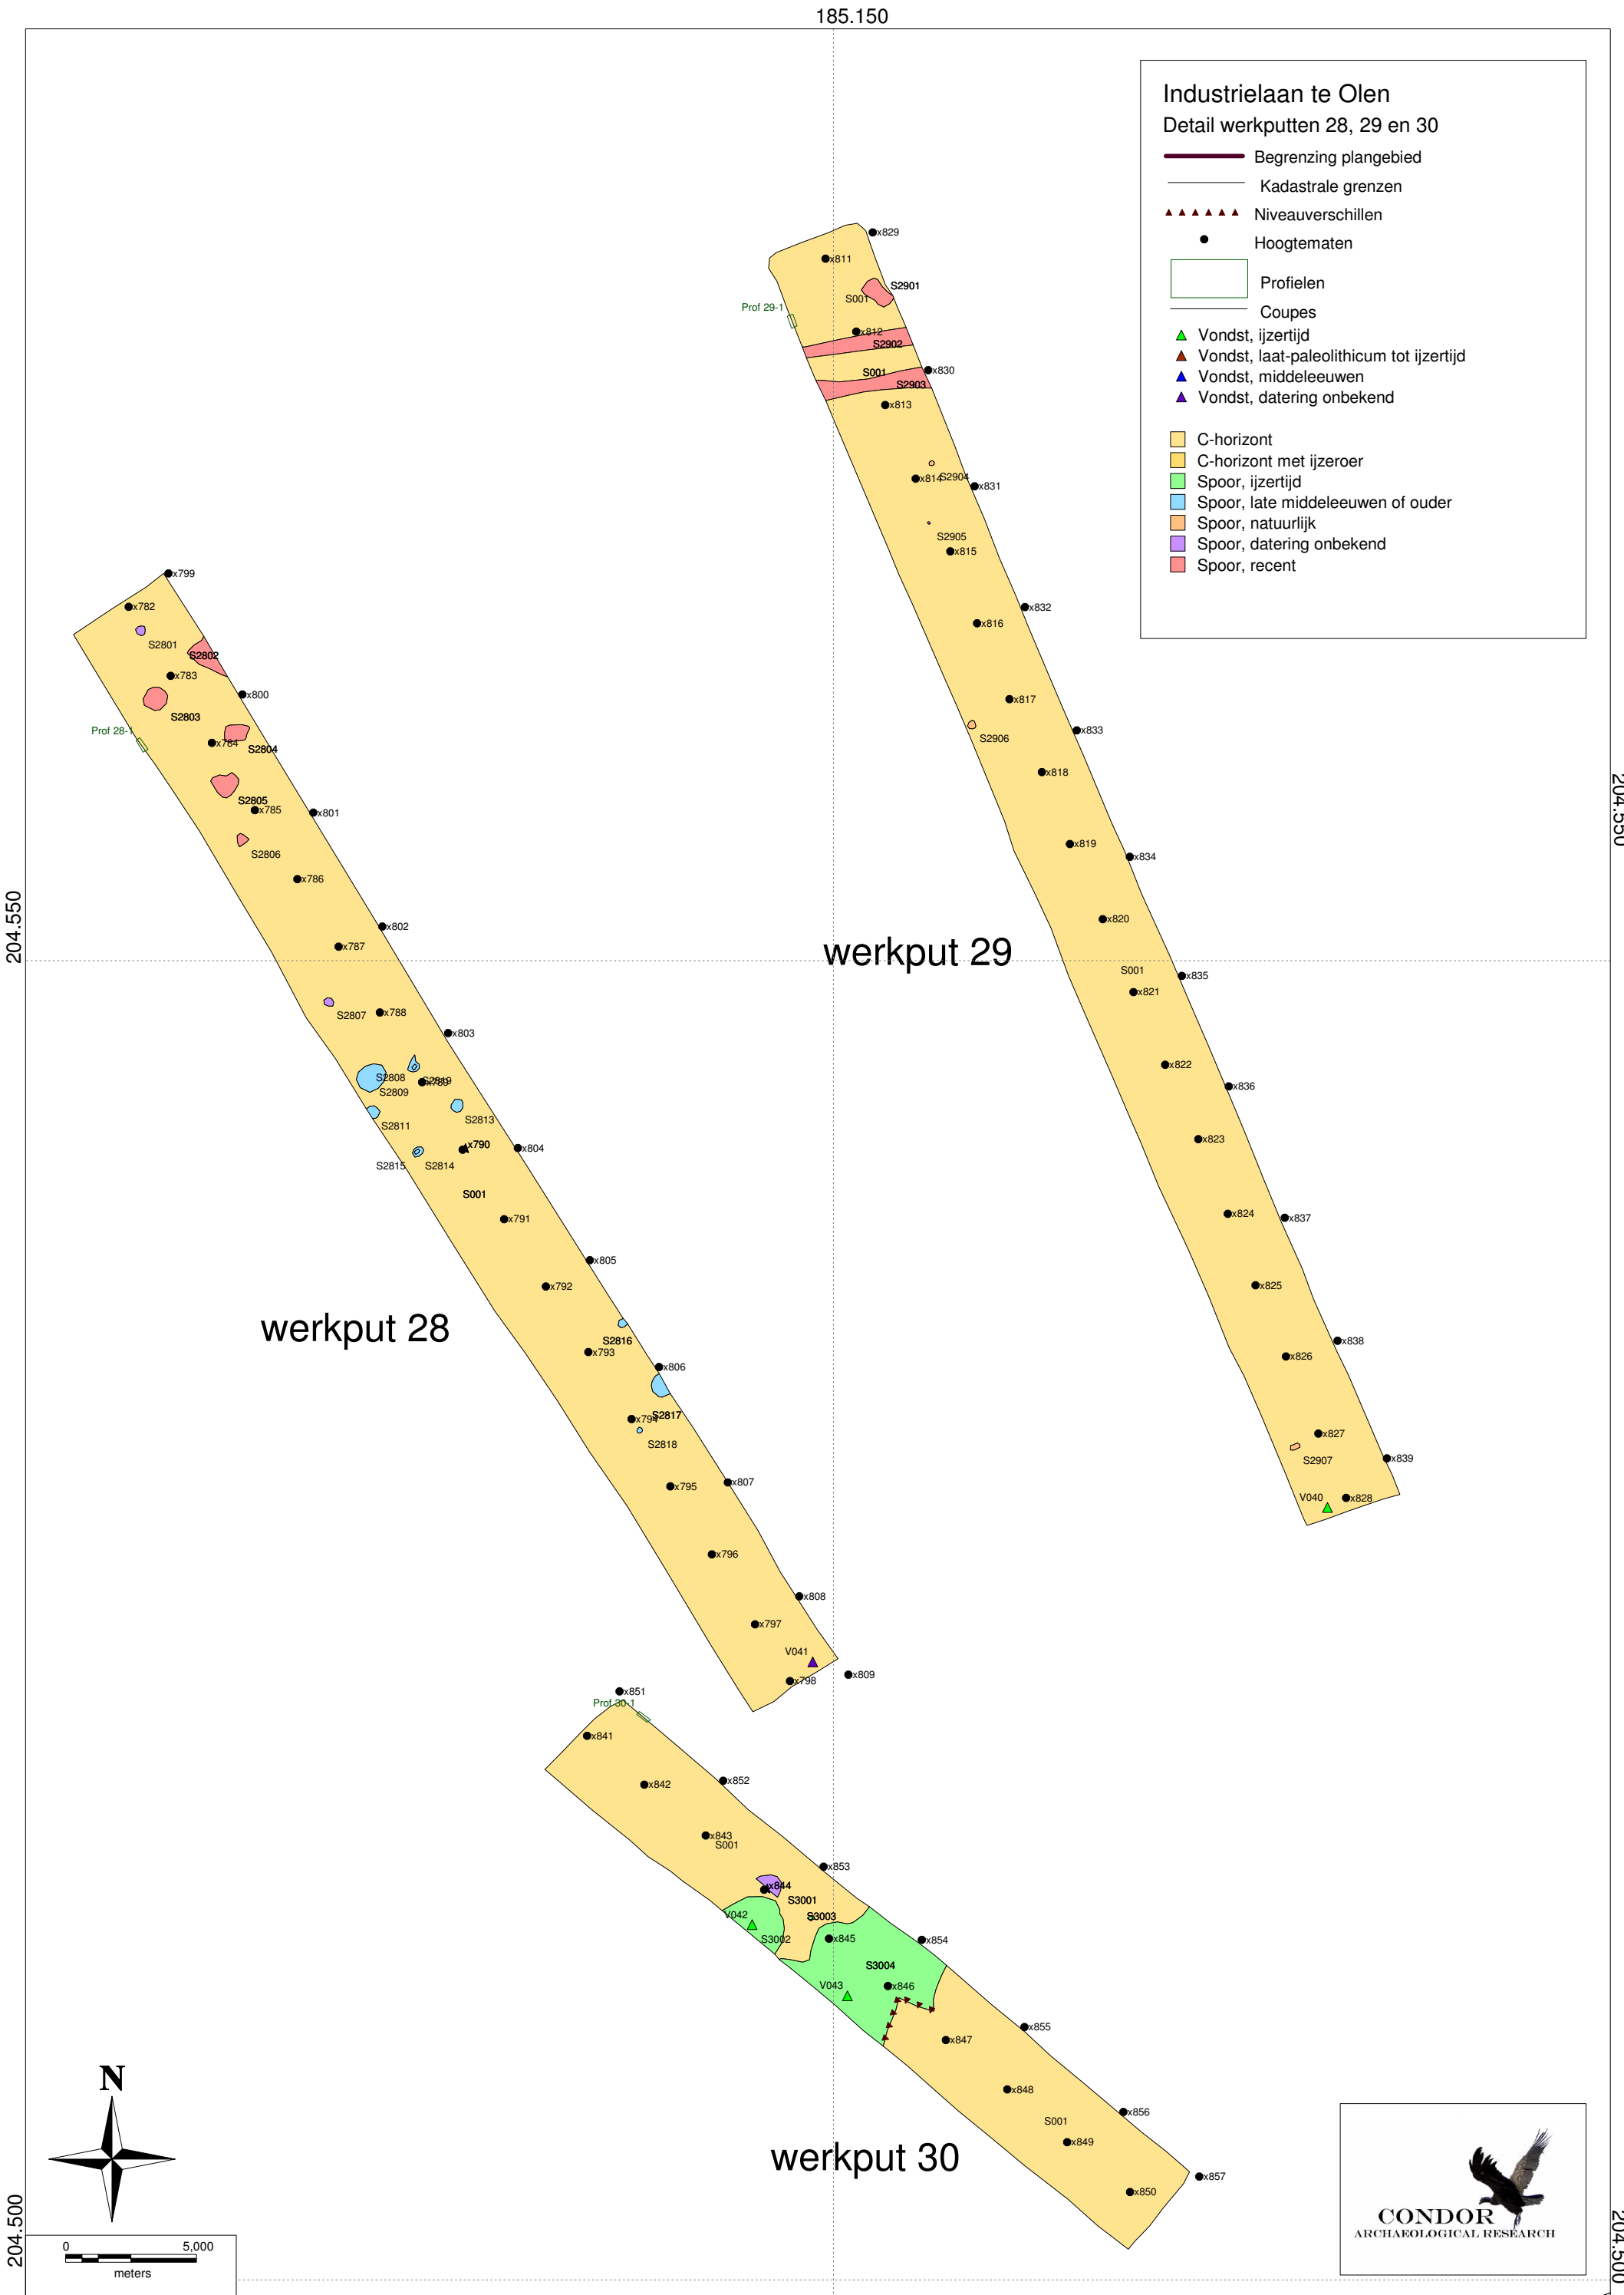 185.150
Industrielaan te Olen
Detail werkputten 28, 29 en 30
Begrenzing plangebied
Kadastrale grenzen
Niveauverschillen
Hoogtematen
Profielen
Coupes
Vondst, ijzertijd
Vondst, laat-paleolithicum tot ijzertijd
Vondst, middeleeuwen
Vondst, datering onbekend
C-horizont
C-horizont met ijzeroer
Spoor, ijzertijd
Spoor, late middeleeuwen of ouder
Spoor, natuurlijk
Spoor, datering onbekend
Spoor, recent
x829
x811
S2901
S001
Prof 29-1
x812
S2902
S001
x830
S2903
x813
x814
S2904
x831
S2905
x815
x832
x816
x817
S2906
x833
x818
x819
x834
x820
werkput 29
S001
x835
x821
x822
x836
x823
x824
x837
x825
x838
x826
x827
S2907
x839
V040
x828
204.550
204.550
x799
x782
S2801
S2802
x783
x800
S2803
Prof 28-1
x784
S2804
S2805
x785
x801
S2806
x786
x802
x787
S2807
x788
x803
S2808
S2819
x789
S2809
S2813
S2811
x790
x804
S2815
S2814
S001
x791
x805
x792
werkput 28
S2816
x793
x806
x794
S2817
S2818
x795
x807
x796
x808
x797
V041
x798
x809
x851
Prof 30-1
x841
x842
x852
x843
S001
x853
x844
S3001
V042
S3003
S3002
x845
x854
S3004
V043
x846
x855
x847
x848
x856
S001
x849
werkput 30
x857
x850
N
204.500
204.500
0 5,000
meters
CONDOR
ARCHAEOLOGICAL RESEARCH